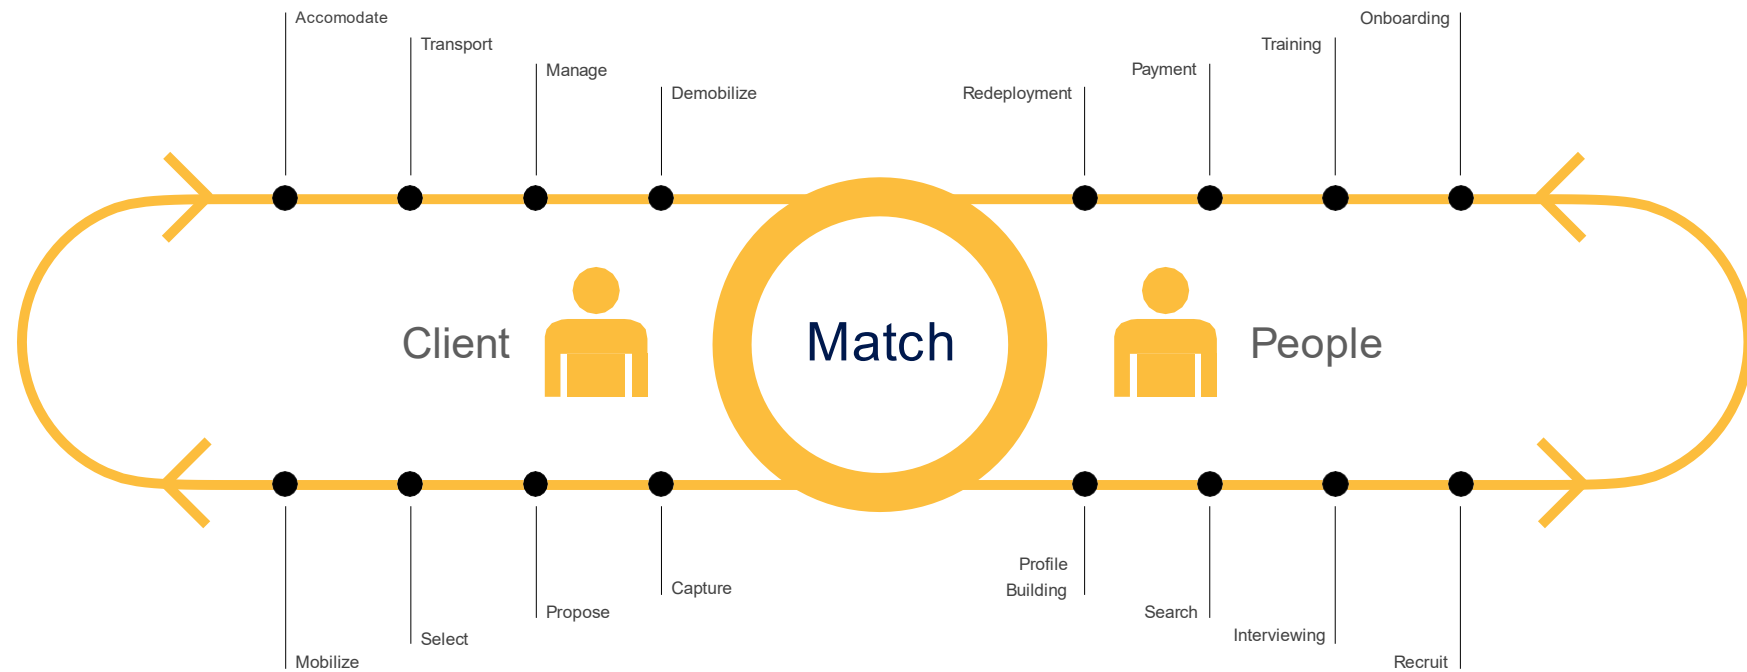 Accomodate
Transport
Manage
Demobilize
Redeployment
Payment
Training
Onboarding
Client
Match
People
Mobilize
Select
Propose
Capture
Profile
Building
Search
Interviewing
Recruit